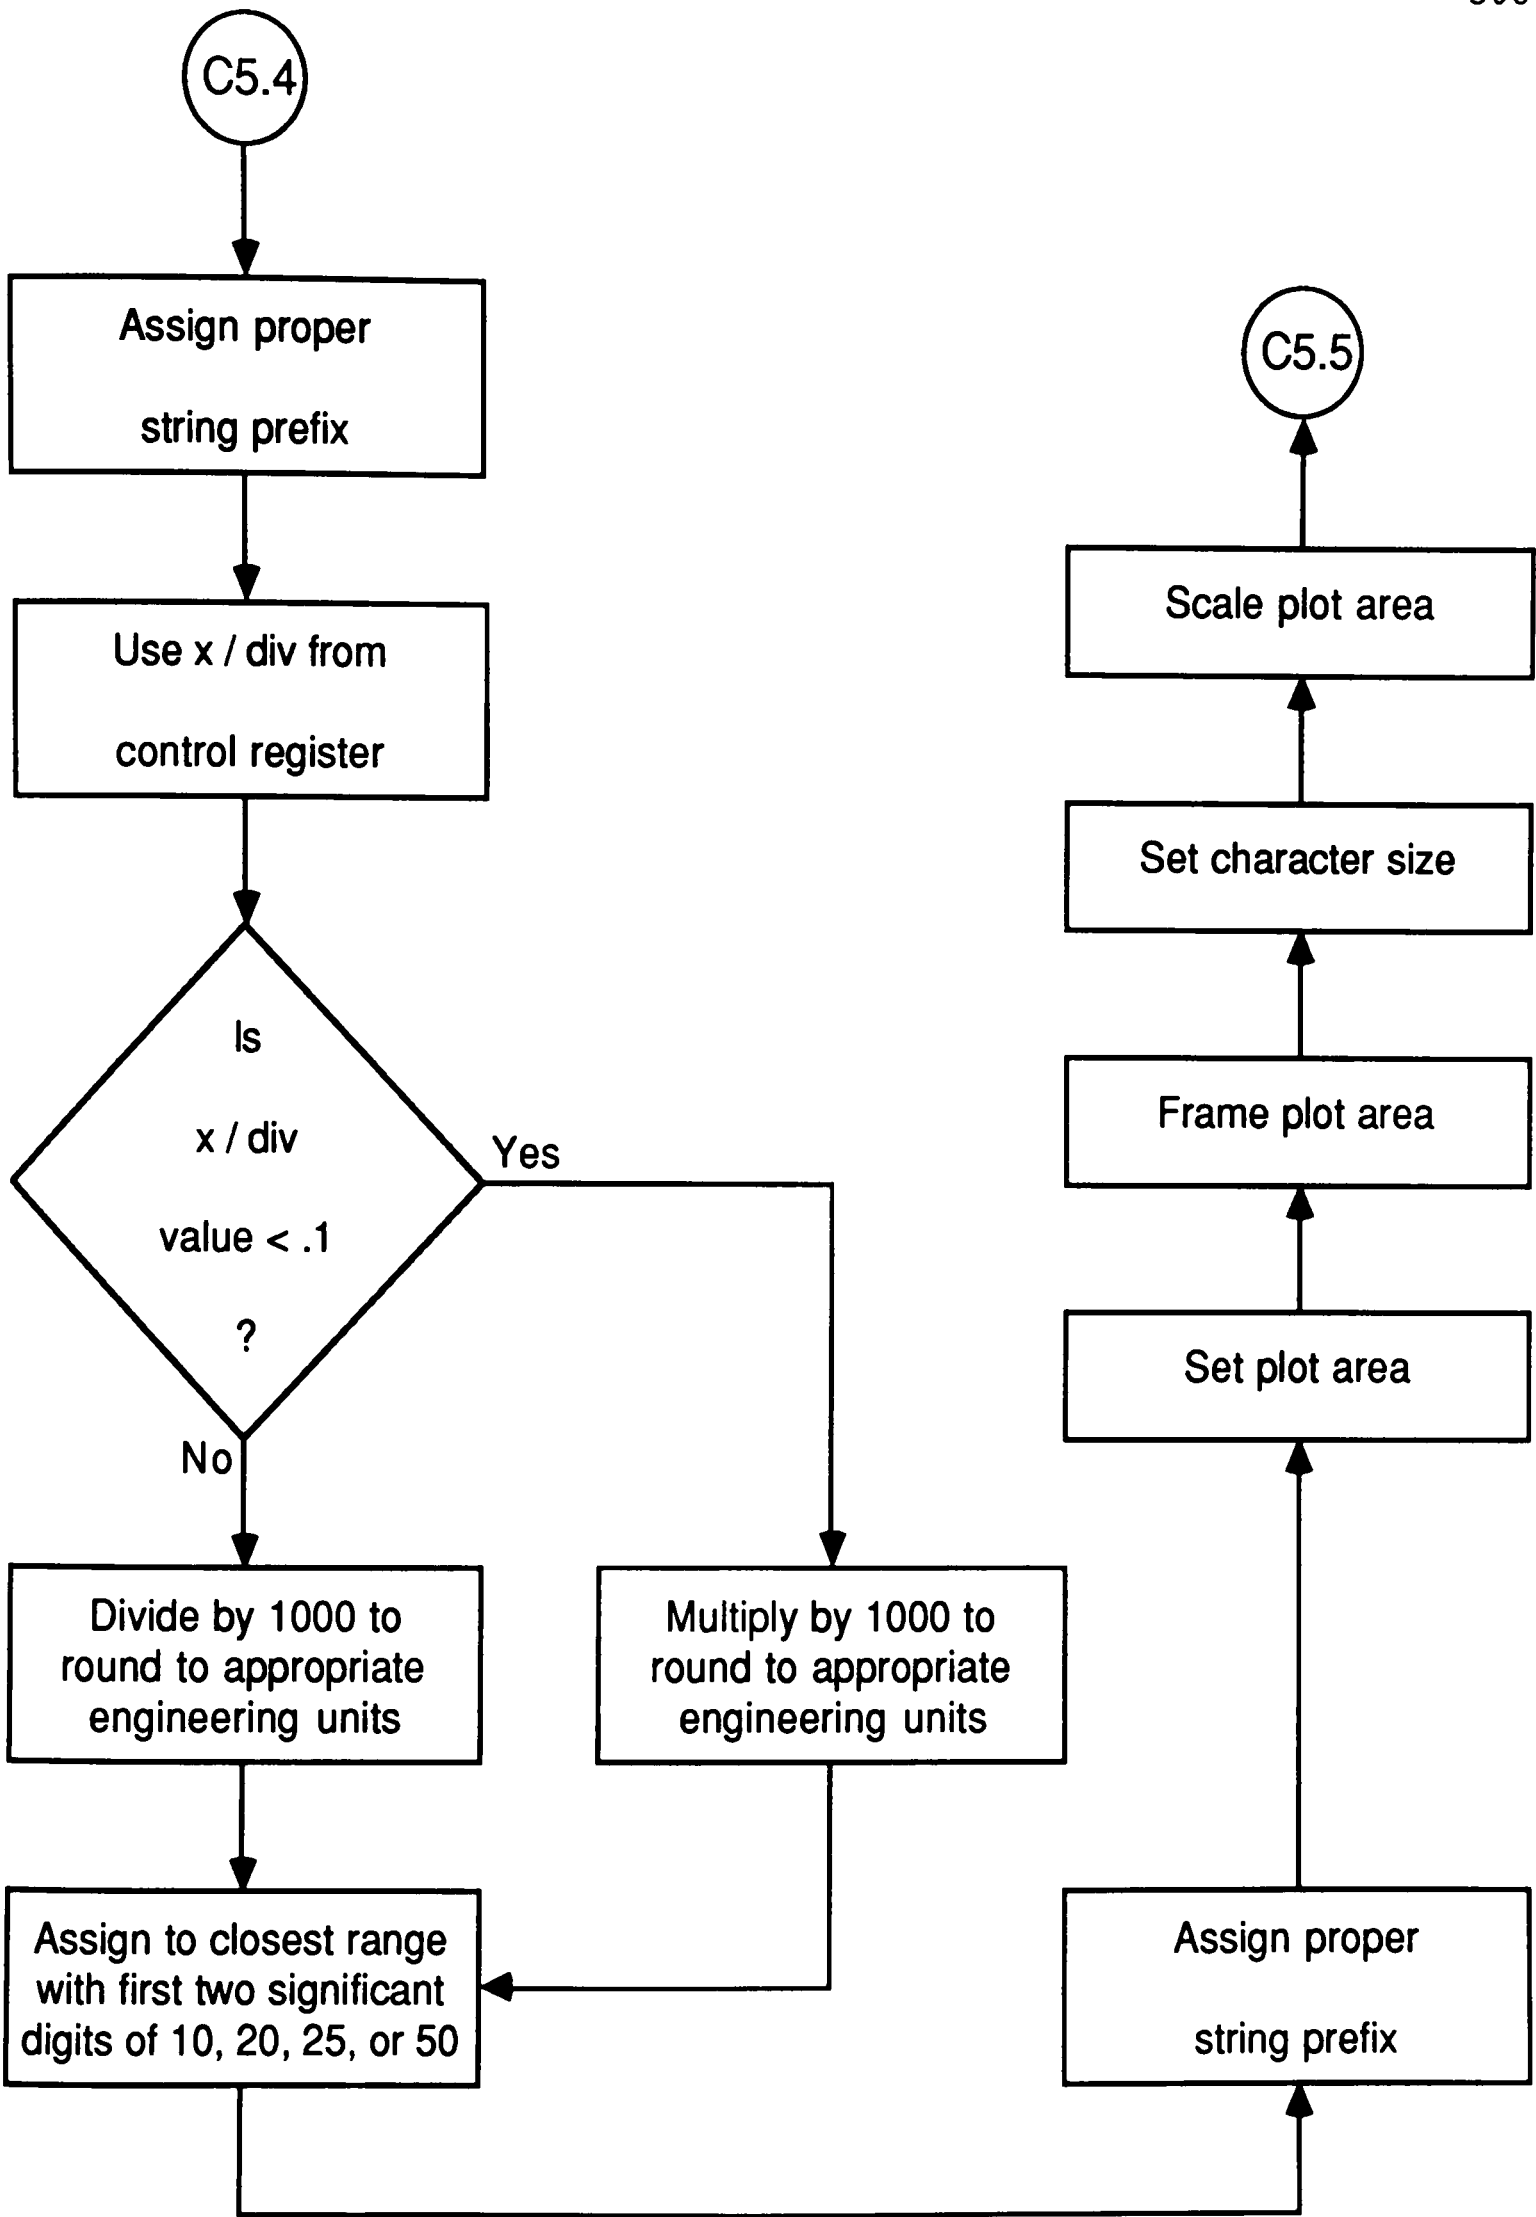 C5.4
Assign proper
string prefix
Use x / div from
control register
Is
x / div
value < .1
?
Yes
No
Divide by 1000 to
round to appropriate
engineering units
Multiply by 1000 to
round to appropriate
engineering units
Assign to closest range
with first two significant
digits of 10, 20, 25, or 50
Assign proper
string prefix
Set plot area
Frame plot area
Set character size
Scale plot area
C5.5